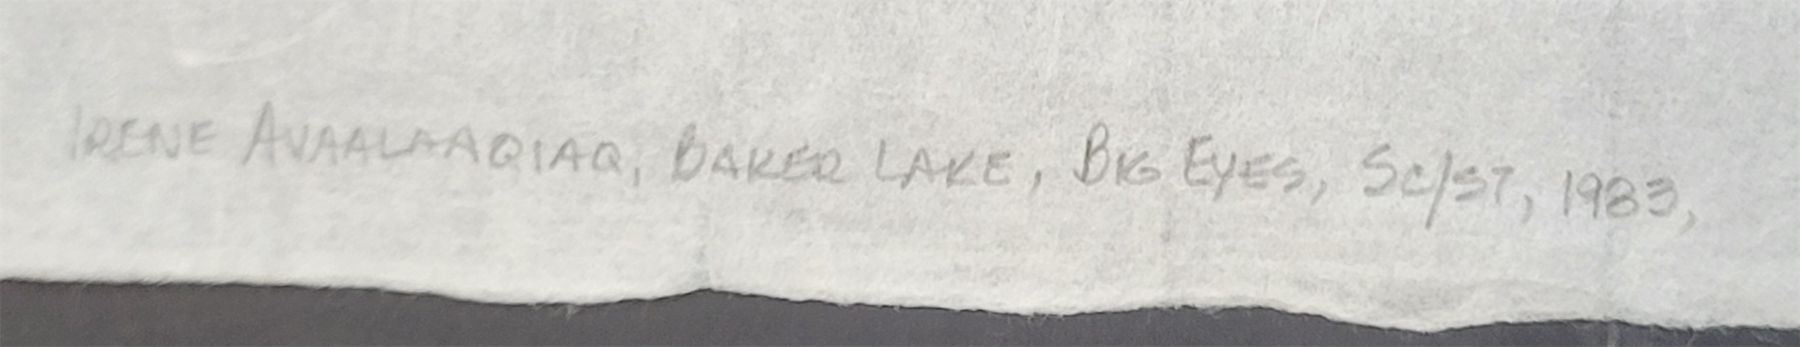 IRENE AVAALAAQIAQ, BAKER LAKE, BIG EYES, SC/ST, 1983,